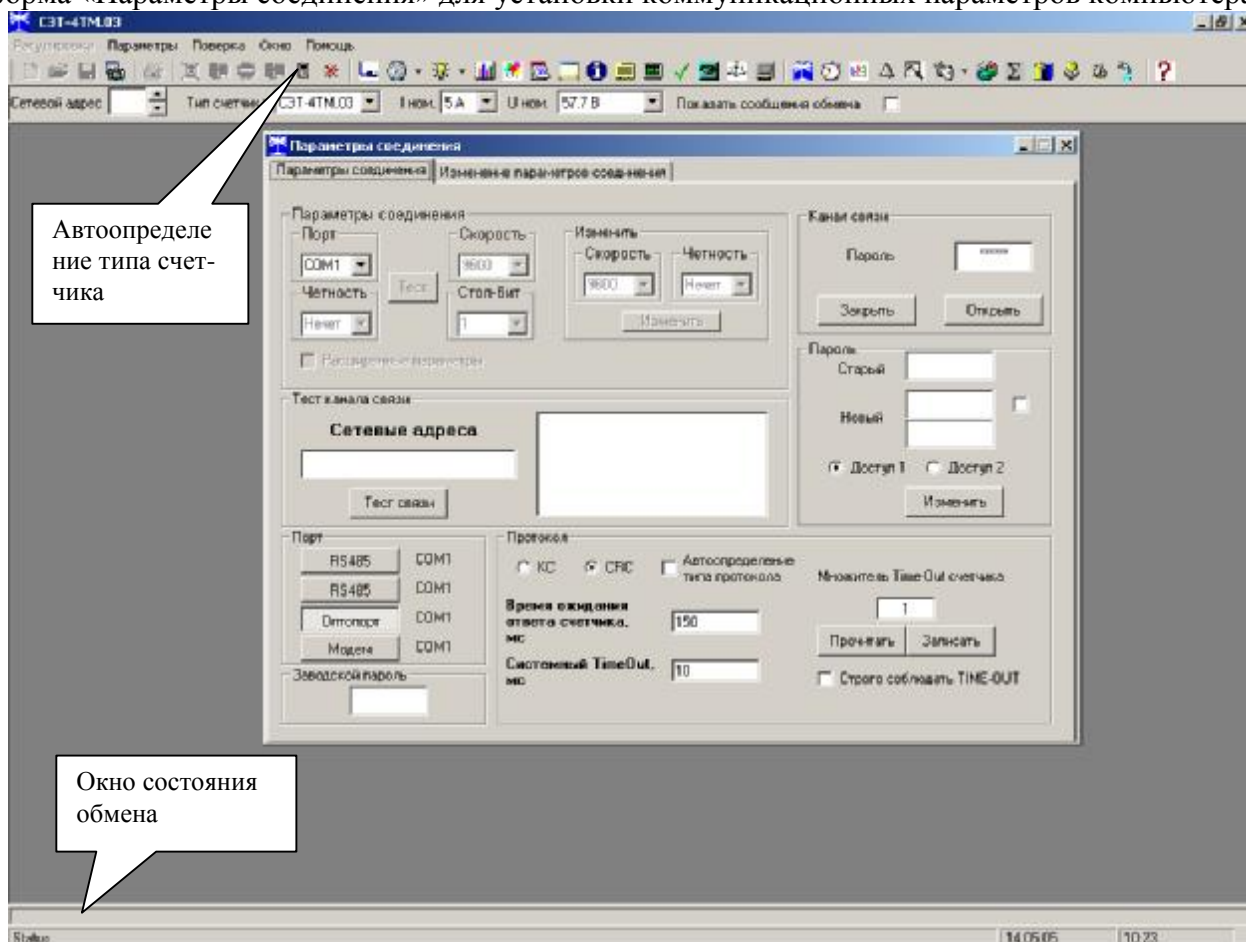 форма «Параметры соединения» для установки коммуникационных параметров компьютера
СЭТ-4ТМ.03
Параметры Поверка Окно Помощь
Сетевой адрес Тип счетчика СЭТ-4ТМ.03 I ном. 5 А U ном. 57.7 В Показать сообщения обмена
Параметры соединения
Параметры соединения Изменение параметров соединения
Автоопределе
ние типа счет-
чика
Параметры соединения
Порт Скорость
COM1 9600
Тест
Четность Стоп-Бит
Нечет 1
Расширенные параметры
Изменить
Скорость Четность
9600 Нечет
Изменить
Канал связи
Пароль ******
Закрыть Открыть
Пароль
Старый
Новый
Доступ 1 Доступ 2
Изменить
Тест канала связи
Сетевые адреса
Тест связи
Порт
RS485 COM1
RS485 COM1
Оптопорт COM1
Модем COM1
Заводской пароль
Протокол
КС CRC Автоопределение
типа протокола
Время ожидания
ответа счетчика,
мс
150
Системный TimeOut,
мс
10
Множитель Time Out счетчика
1
Прочитать Записать
Строго соблюдать TIME-OUT
Окно состояния
обмена
Status 14.05.05 10:23